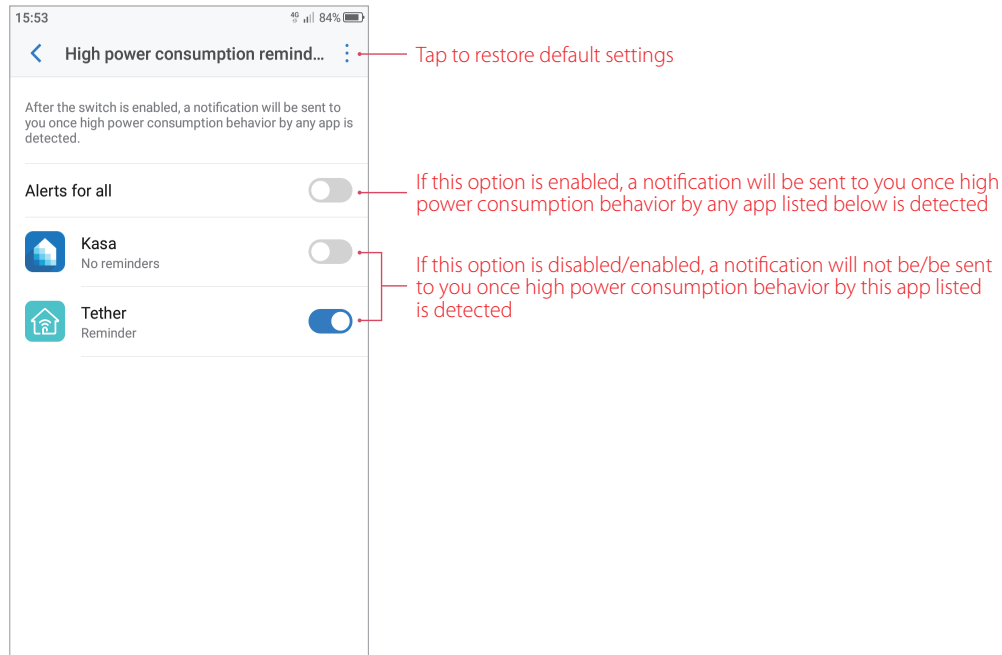 15:53
4G 84%
High power consumption remind...
Tap to restore default settings
After the switch is enabled, a notification will be sent to
you once high power consumption behavior by any app is
detected.
Alerts for all
If this option is enabled, a notification will be sent to you once high
power consumption behavior by any app listed below is detected
Kasa
No reminders
If this option is disabled/enabled, a notification will not be/be sent
to you once high power consumption behavior by this app listed
is detected
Tether
Reminder